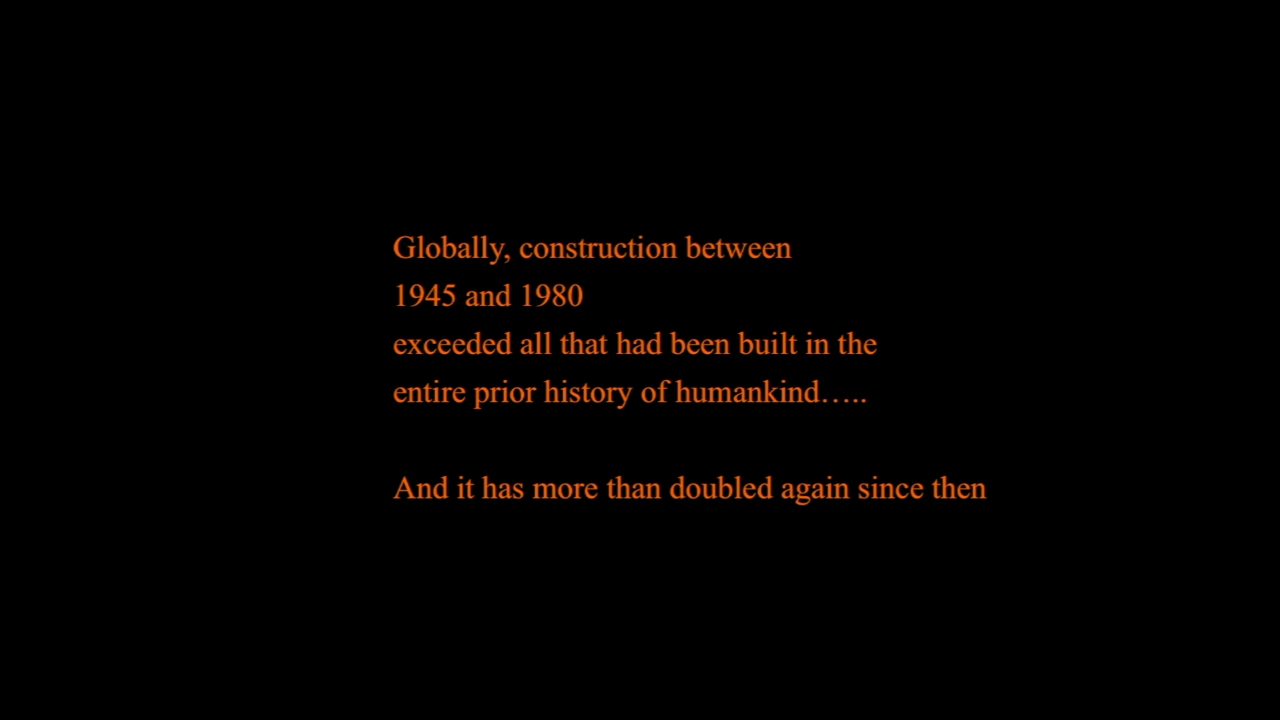 Globally, construction between
1945 and 1980
exceeded all that had been built in the
entire prior history of humankind…..
And it has more than doubled again since then